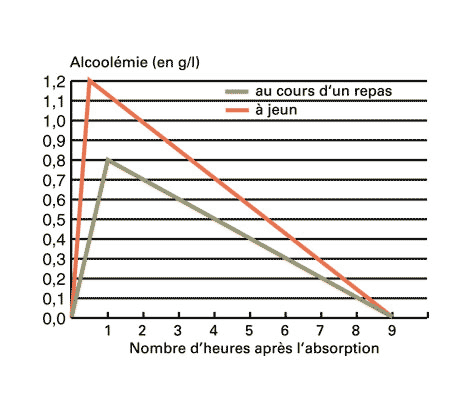 Alcoolémie (en g/l)
1,2
1,1
1,0
0,9
0,8
0,7
0,6
0,5
0,4
0,3
0,2
0,1
0,0
au cours d'un repas
à jeun
1 2 3 4 5 6 7 8 9
Nombre d'heures après l'absorption